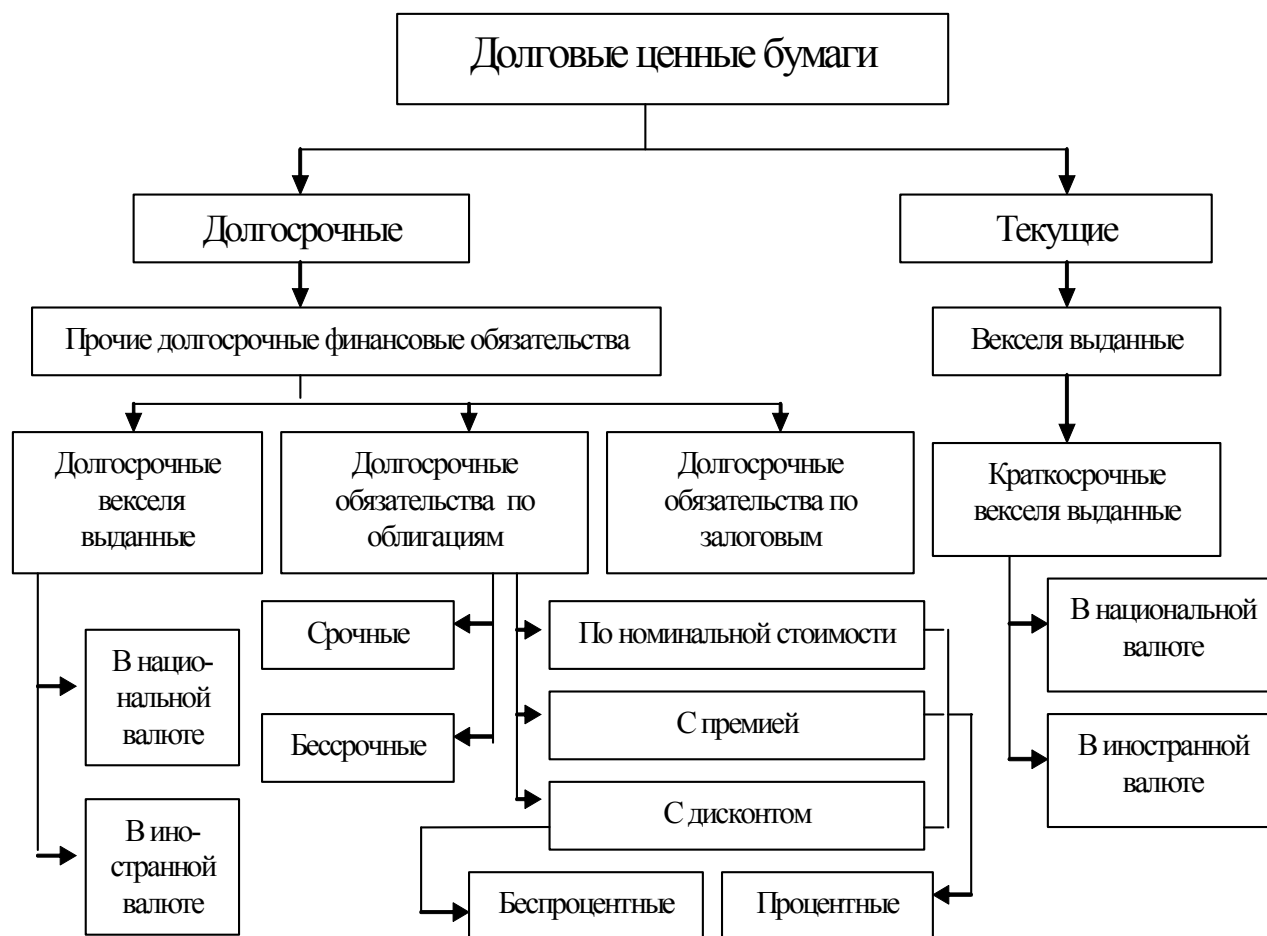 Долговые ценные бумаги
Долгосрочные
Текущие
Прочие долгосрочные финансовые обязательства
Векселя выданные
Долгосрочные
векселя
выданные
Долгосрочные
обязательства по
облигациям
Долгосрочные
обязательства по
залоговым
Краткосрочные
векселя выданные
Срочные
Бессрочные
По номинальной стоимости
С премией
С дисконтом
В национальной
валюте
В иностранной
валюте
В нацио-
нальной
валюте
В ино-
странной
валюте
Беспроцентные
Процентные